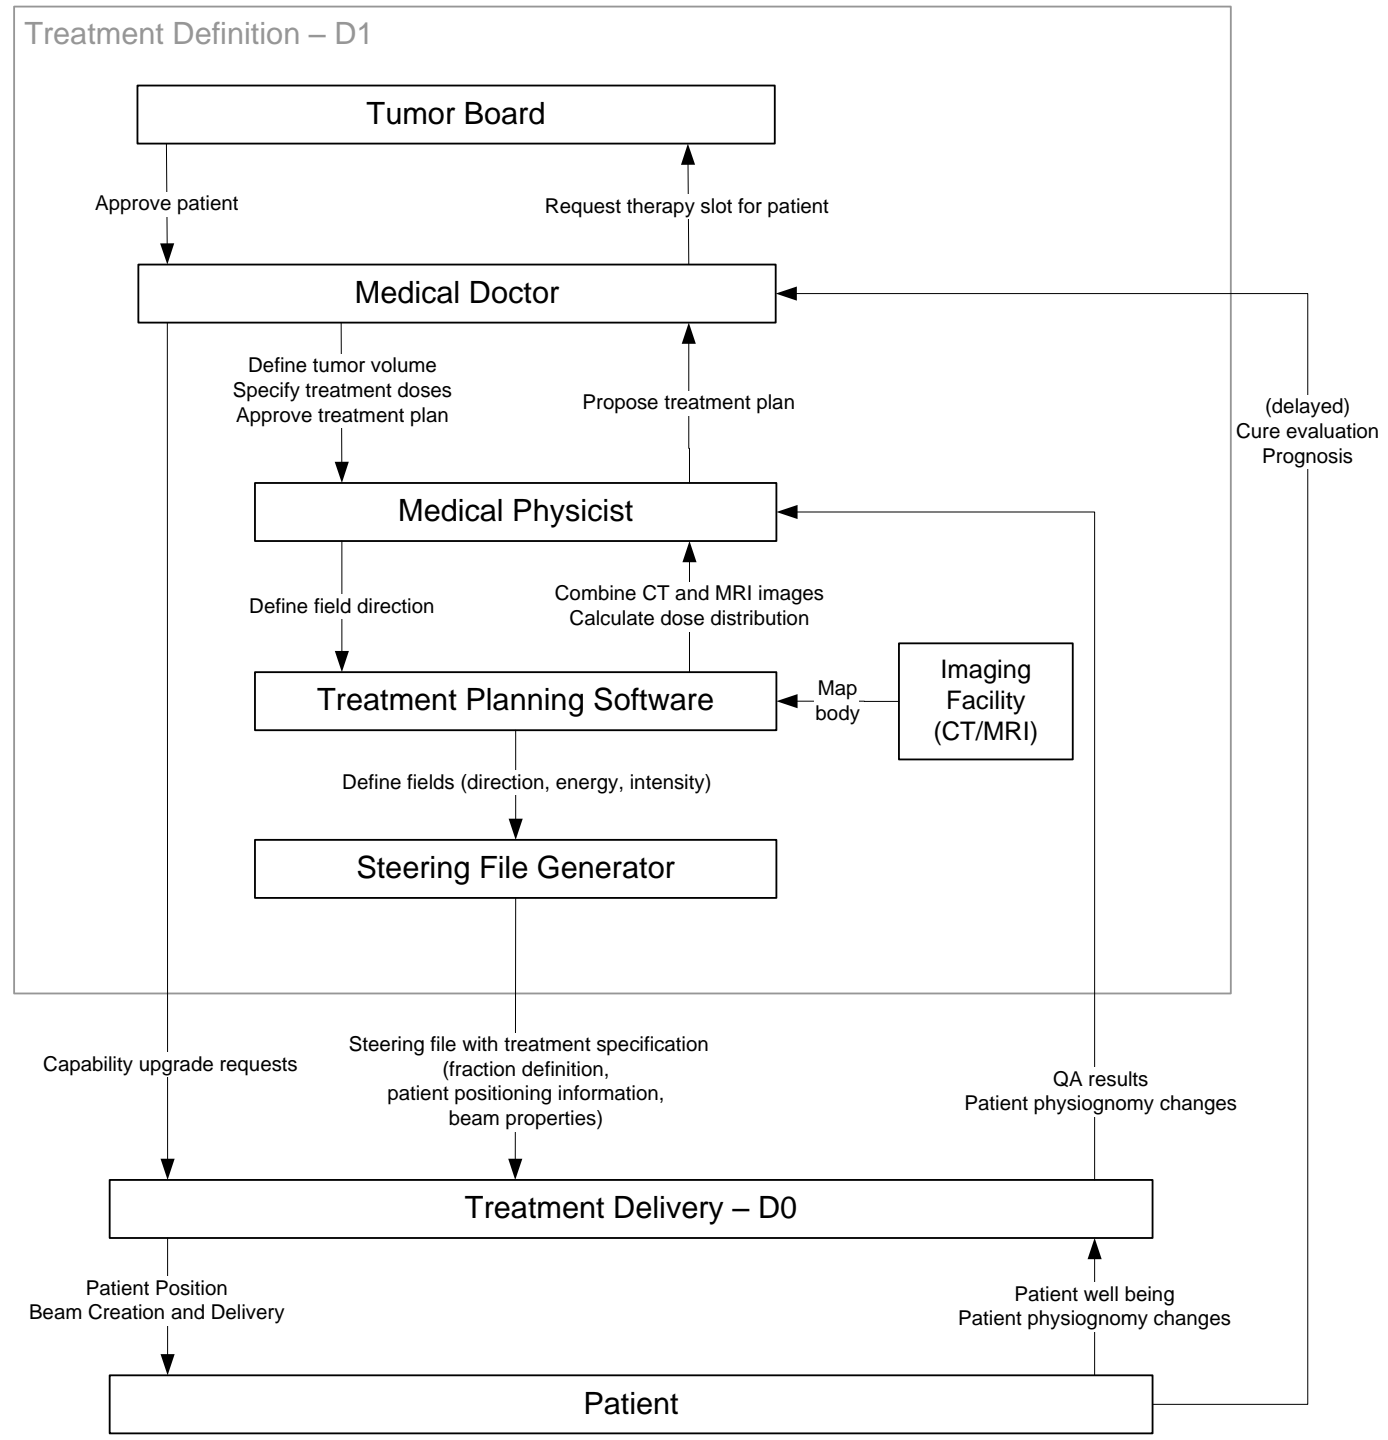 Treatment Definition – D1
Tumor Board
Approve patient
Request therapy slot for patient
Medical Doctor
Define tumor volume
Specify treatment doses
Approve treatment plan
Propose treatment plan
(delayed)
Cure evaluation
Prognosis
Medical Physicist
Define field direction
Combine CT and MRI images
Calculate dose distribution
Treatment Planning Software
Map
body
Imaging
Facility
(CT/MRI)
Define fields (direction, energy, intensity)
Steering File Generator
Capability upgrade requests
Steering file with treatment specification
(fraction definition,
patient positioning information,
beam properties)
QA results
Patient physiognomy changes
Treatment Delivery – D0
Patient Position
Beam Creation and Delivery
Patient well being
Patient physiognomy changes
Patient